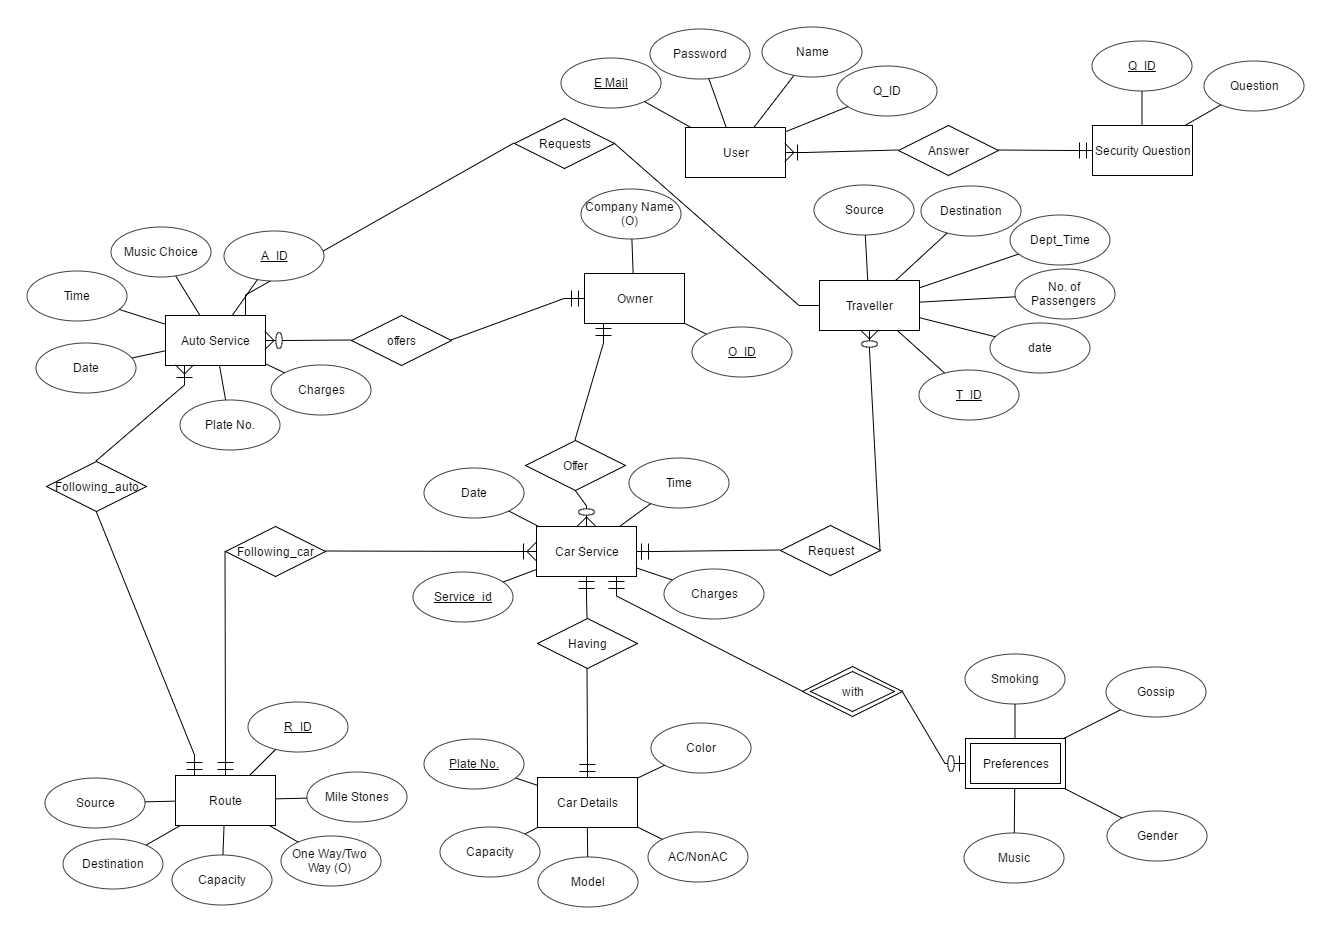 Name
Password
Q_ID
E Mail
Question
Q_ID
User
Answer
Security Question
Requests
Company Name
(O)
Source
Destination
Dept_Time
Music Choice
A_ID
Time
Owner
Traveller
No. of
Passengers
Auto Service
offers
O_ID
date
Date
Charges
T_ID
Plate No.
Offer
Following_auto
Date
Time
Following_car
Car Service
Request
Service_id
Charges
Having
Smoking
Gossip
with
R_ID
Color
Plate No.
Preferences
Source
Route
Mile Stones
Car Details
Destination
One Way/Two
Way (O)
Capacity
Capacity
Model
AC/NonAC
Music
Gender